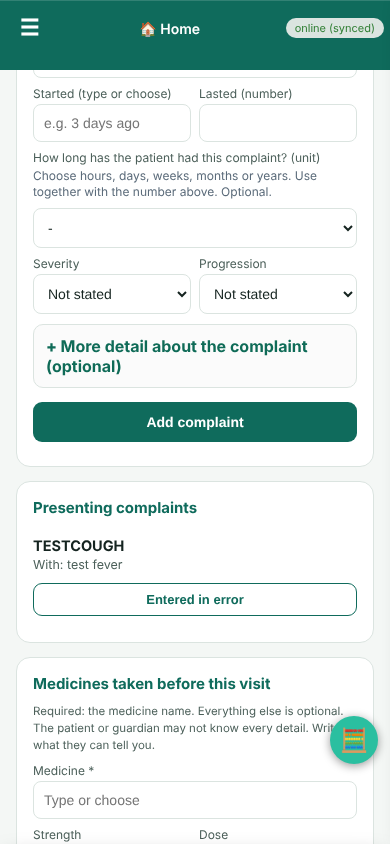 Home
online (synced)
Started (type or choose)
Lasted (number)
e.g. 3 days ago
How long has the patient had this complaint? (unit)
Choose hours, days, weeks, months or years. Use
together with the number above. Optional.
-
Severity
Progression
Not stated
Not stated
+ More detail about the complaint
(optional)
Add complaint
Presenting complaints
TESTCOUGH
With: test fever
Entered in error
Medicines taken before this visit
Required: the medicine name. Everything else is optional.
The patient or guardian may not know every detail.
what they can tell you.
Medicine *
Type or choose
Strength
Dose